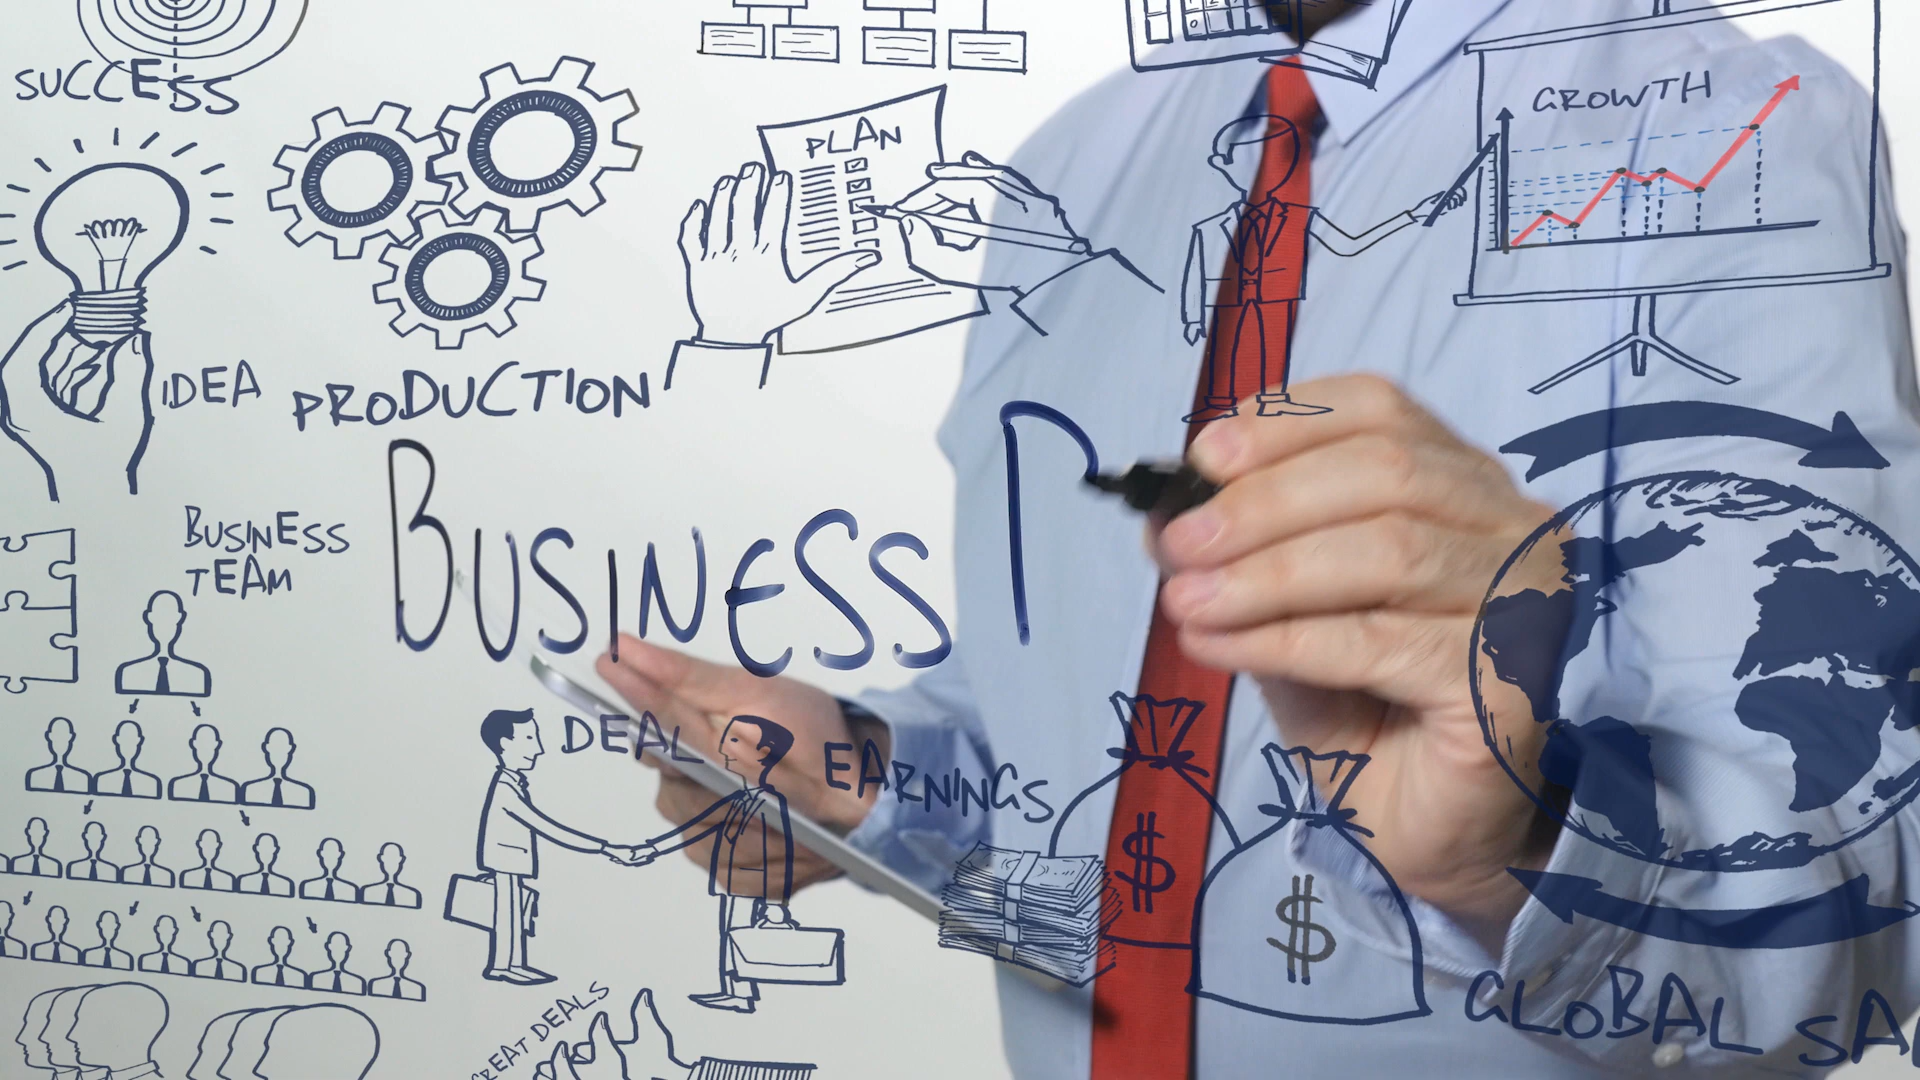 SUCCESS
PLAN
GROWTH
IDEA
PRODUCTION
BUSINESS
BUSINESS
TEAM
DEAL
EARNINGS
$
$
GREAT DEALS
GLOBAL